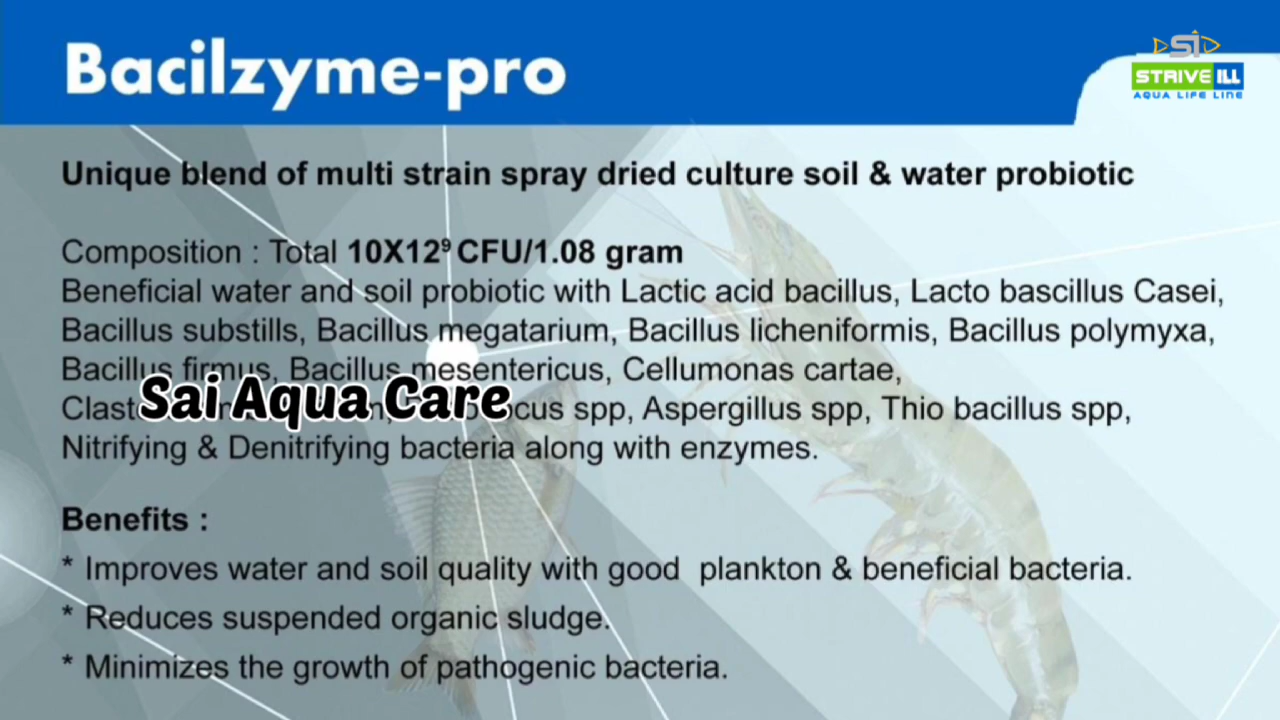 Bacilzyme-pro
Si
STRIVE ILL
AQUA LIFE LINE
Unique blend of multi strain spray dried culture soil & water probiotic
Composition : Total 10X12⁹ CFU/1.08 gram
Beneficial water and soil probiotic with Lactic acid bacillus, Lacto bascillus Casei,
Bacillus substills, Bacillus megatarium, Bacillus licheniformis, Bacillus polymyxa,
Bacillus firmus, Bacillus mesentericus, Cellumonas cartae,
Sai Aqua Care
spp, Aspergillus spp, Thio bacillus spp,
Nitrifying & Denitrifying bacteria along with enzymes.
Benefits :
* Improves water and soil quality with good plankton & beneficial bacteria.
* Reduces suspended organic sludge.
* Minimizes the growth of pathogenic bacteria.